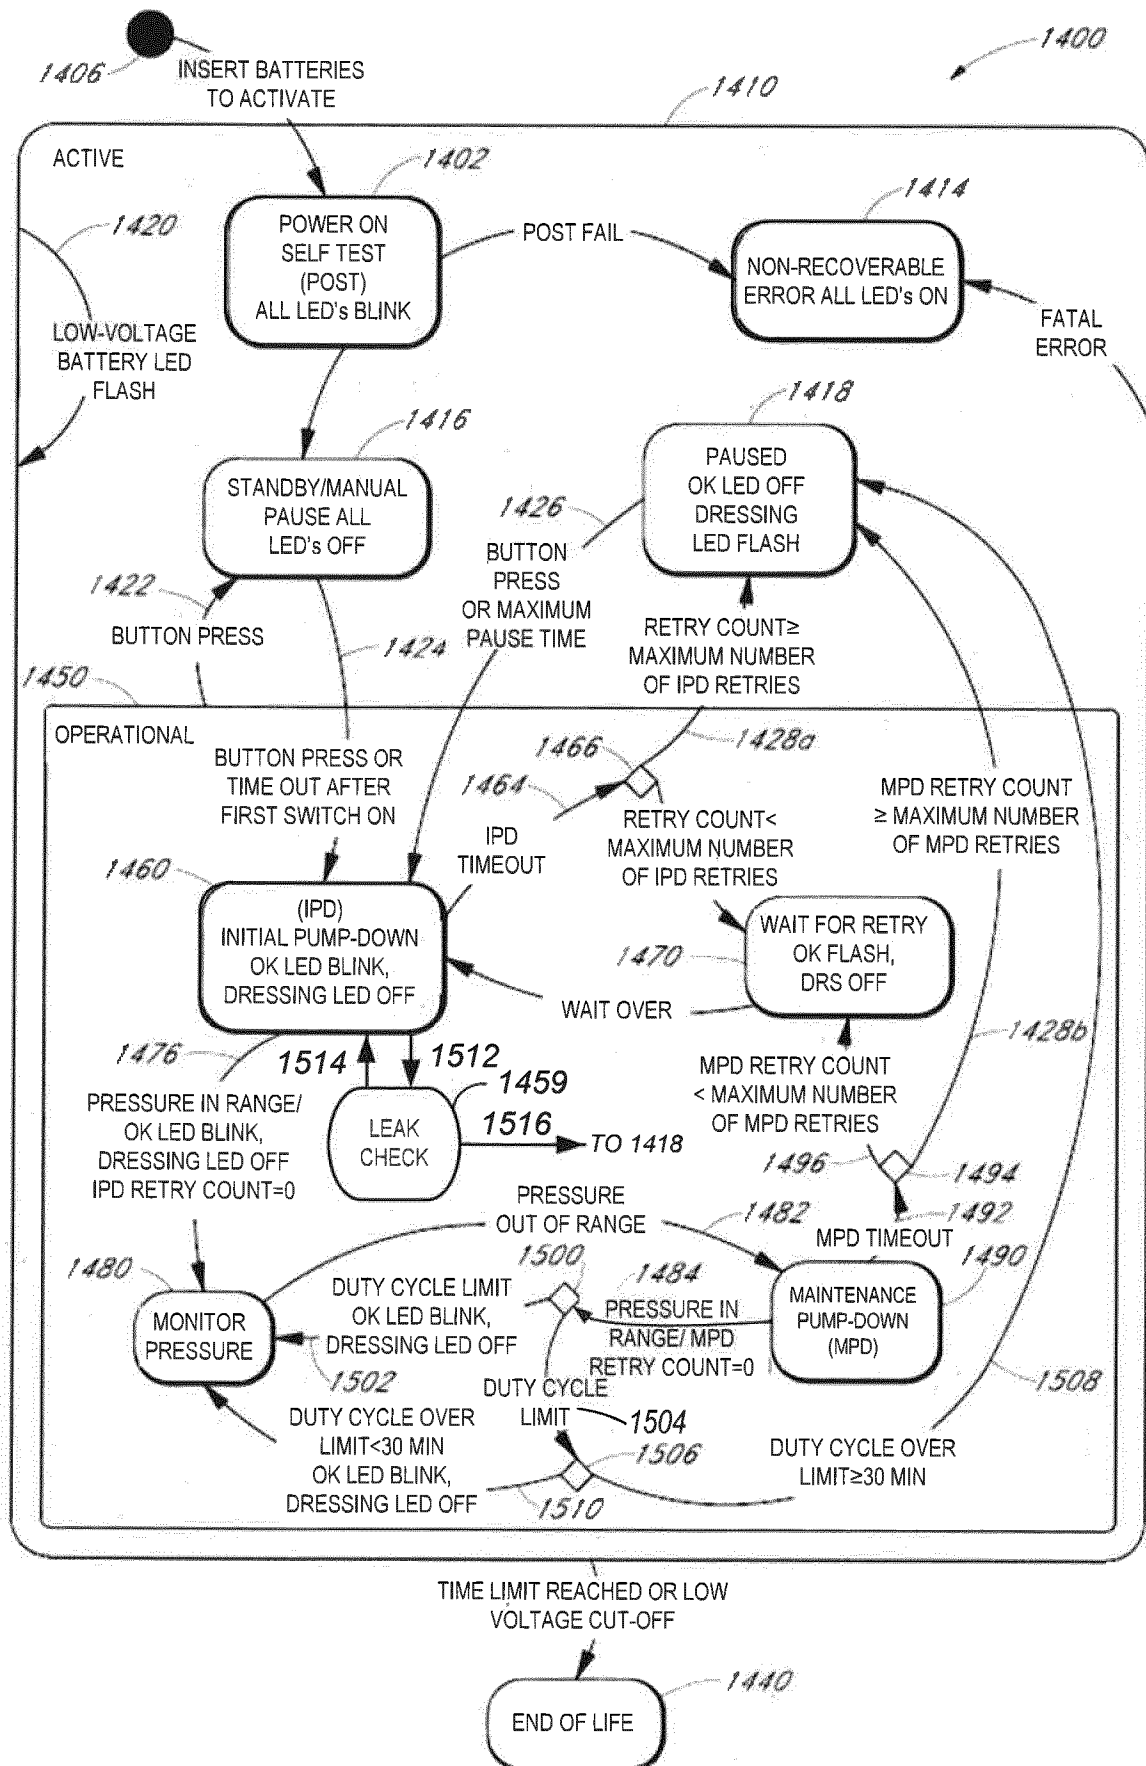 1400
1406
INSERT BATTERIES
TO ACTIVATE
1410
ACTIVE
1402
1414
1420
POWER ON
SELF TEST
(POST)
ALL LED's BLINK
POST FAIL
NON-RECOVERABLE
ERROR ALL LED's ON
FATAL
ERROR
LOW-VOLTAGE
BATTERY LED
FLASH
1416
1418
STANDBY/MANUAL
PAUSE ALL
LED's OFF
PAUSED
OK LED OFF
DRESSING
LED FLASH
1426
BUTTON
PRESS
OR MAXIMUM
PAUSE TIME
1422
BUTTON PRESS
1424
RETRY COUNT≥
MAXIMUM NUMBER
OF IPD RETRIES
1450
OPERATIONAL
1428a
1466
1464
BUTTON PRESS OR
TIME OUT AFTER
FIRST SWITCH ON
MPD RETRY COUNT
≥ MAXIMUM NUMBER
OF MPD RETRIES
IPD
TIMEOUT
RETRY COUNT<
MAXIMUM NUMBER
OF IPD RETRIES
1460
(IPD)
INITIAL PUMP-DOWN
OK LED BLINK,
DRESSING LED OFF
1470
WAIT FOR RETRY
OK FLASH,
DRS OFF
WAIT OVER
1428b
1476
1514
1512
1459
1516
TO 1418
LEAK
CHECK
MPD RETRY COUNT
< MAXIMUM NUMBER
OF MPD RETRIES
PRESSURE IN RANGE/
OK LED BLINK,
DRESSING LED OFF
IPD RETRY COUNT=0
1496
1494
1492
PRESSURE
OUT OF RANGE
1482
MPD TIMEOUT
1490
1480
MONITOR
PRESSURE
1500
1484
DUTY CYCLE LIMIT
OK LED BLINK,
DRESSING LED OFF
PRESSURE IN
RANGE/ MPD
RETRY COUNT=0
MAINTENANCE
PUMP-DOWN
(MPD)
1502
DUTY CYCLE
LIMIT
1504
1508
DUTY CYCLE OVER
LIMIT<30 MIN
OK LED BLINK,
DRESSING LED OFF
1506
1510
DUTY CYCLE OVER
LIMIT≥30 MIN
TIME LIMIT REACHED OR LOW
VOLTAGE CUT-OFF
1440
END OF LIFE